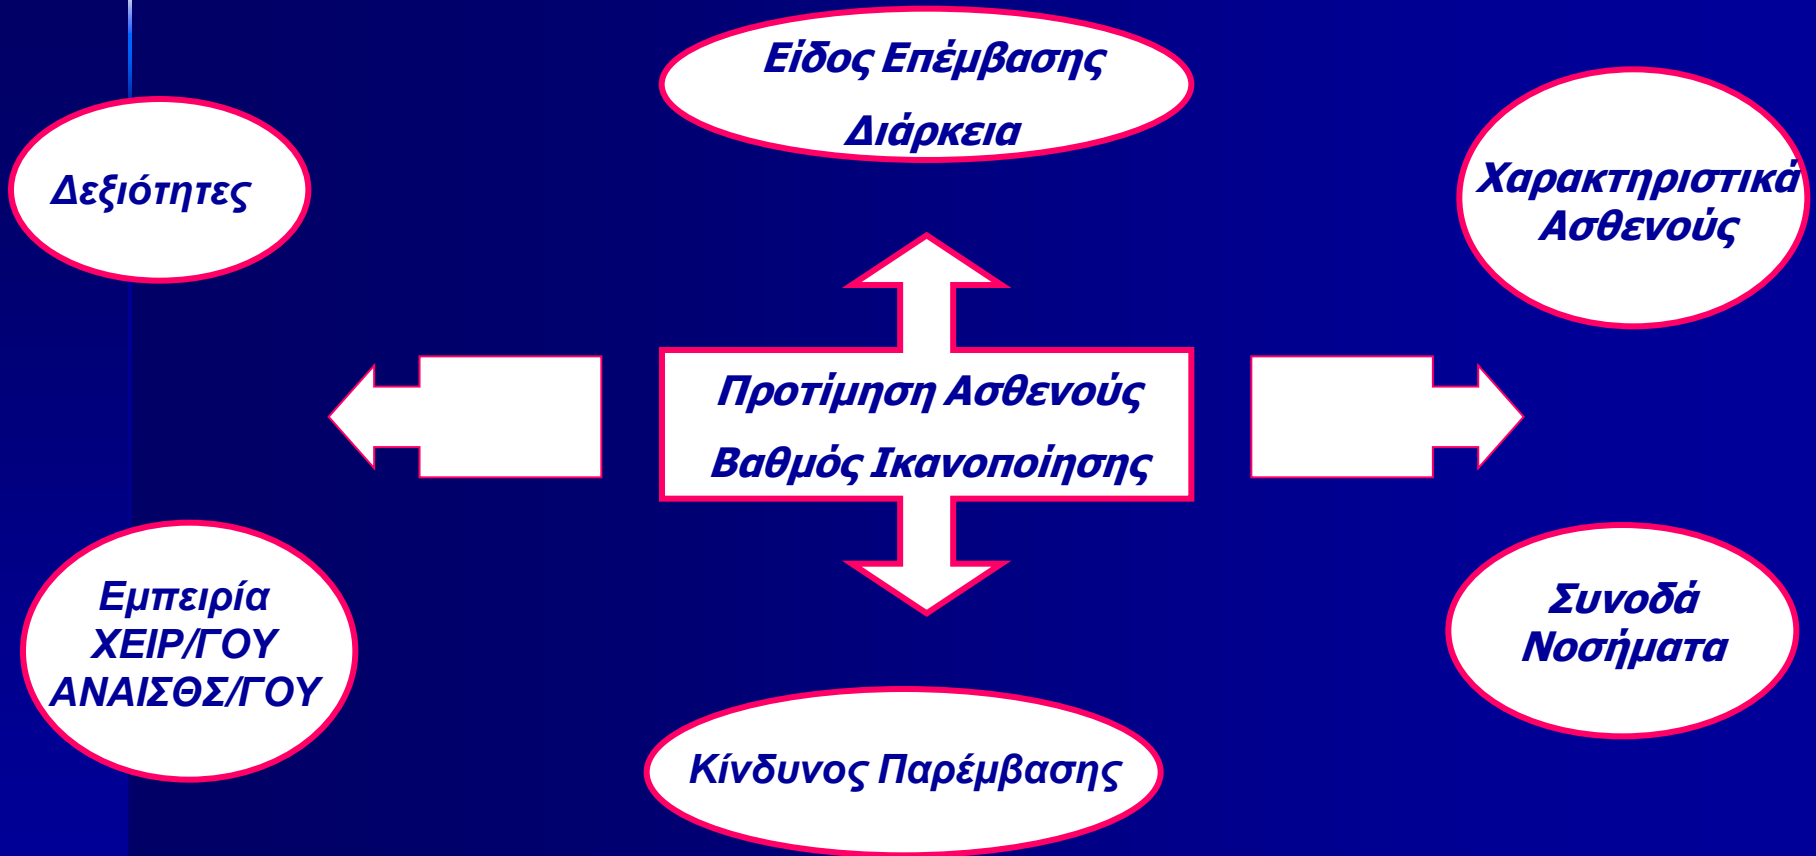 Είδος Επέμβασης
Διάρκεια
Δεξιότητες
Χαρακτηριστικά
Ασθενούς
Προτίμηση Ασθενούς
Βαθμός Ικανοποίησης
Εμπειρία
ΧΕΙΡ/ΓΟΥ
ΑΝΑΙΣΘΣ/ΓΟΥ
Συνοδά
Νοσήματα
Κίνδυνος Παρέμβασης